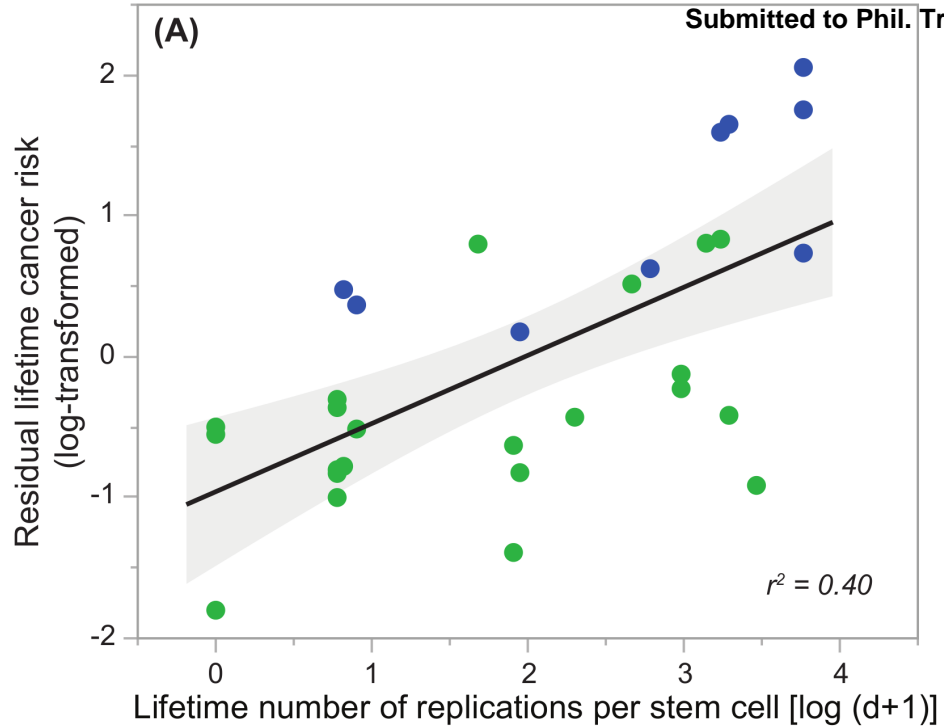 Submitted to Phil. Tr
(A)
2
1
0
-1
-2
Residual lifetime cancer risk
(log-transformed)
r² = 0.40
0 1 2 3 4
Lifetime number of replications per stem cell [log (d+1)]